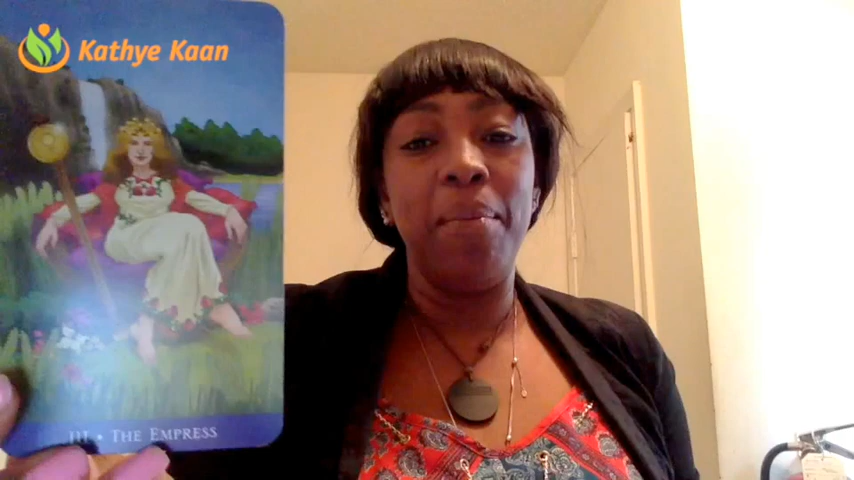 Kathye Kaan
III • THE EMPRESS